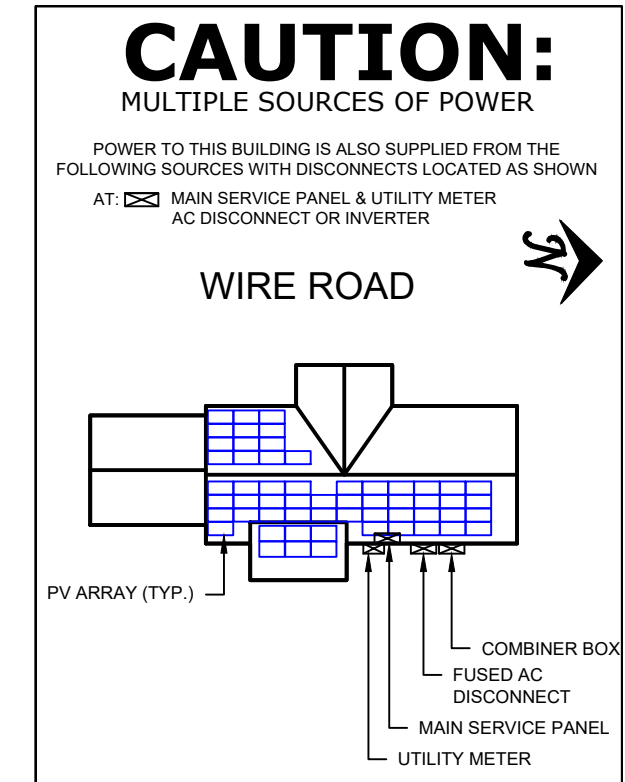 CAUTION:
MULTIPLE SOURCES OF POWER
POWER TO THIS BUILDING IS ALSO SUPPLIED FROM THE
FOLLOWING SOURCES WITH DISCONNECTS LOCATED AS SHOWN
AT: MAIN SERVICE PANEL & UTILITY METER
AC DISCONNECT OR INVERTER
N
WIRE ROAD
PV ARRAY (TYP.)
COMBINER BOX
FUSED AC
DISCONNECT
MAIN SERVICE PANEL
UTILITY METER